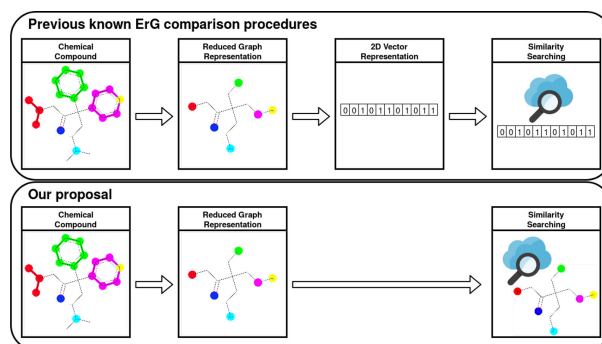 Previous known ErG comparison procedures
Chemical
Compound
Reduced Graph
Representation
2D Vector
Representation
0 0 1 0 1 1 0 1 0 1 1
Similarity
Searching
0 0 1 0 1 1 0 1 0 1 1
Our proposal
Chemical
Compound
Reduced Graph
Representation
Similarity
Searching